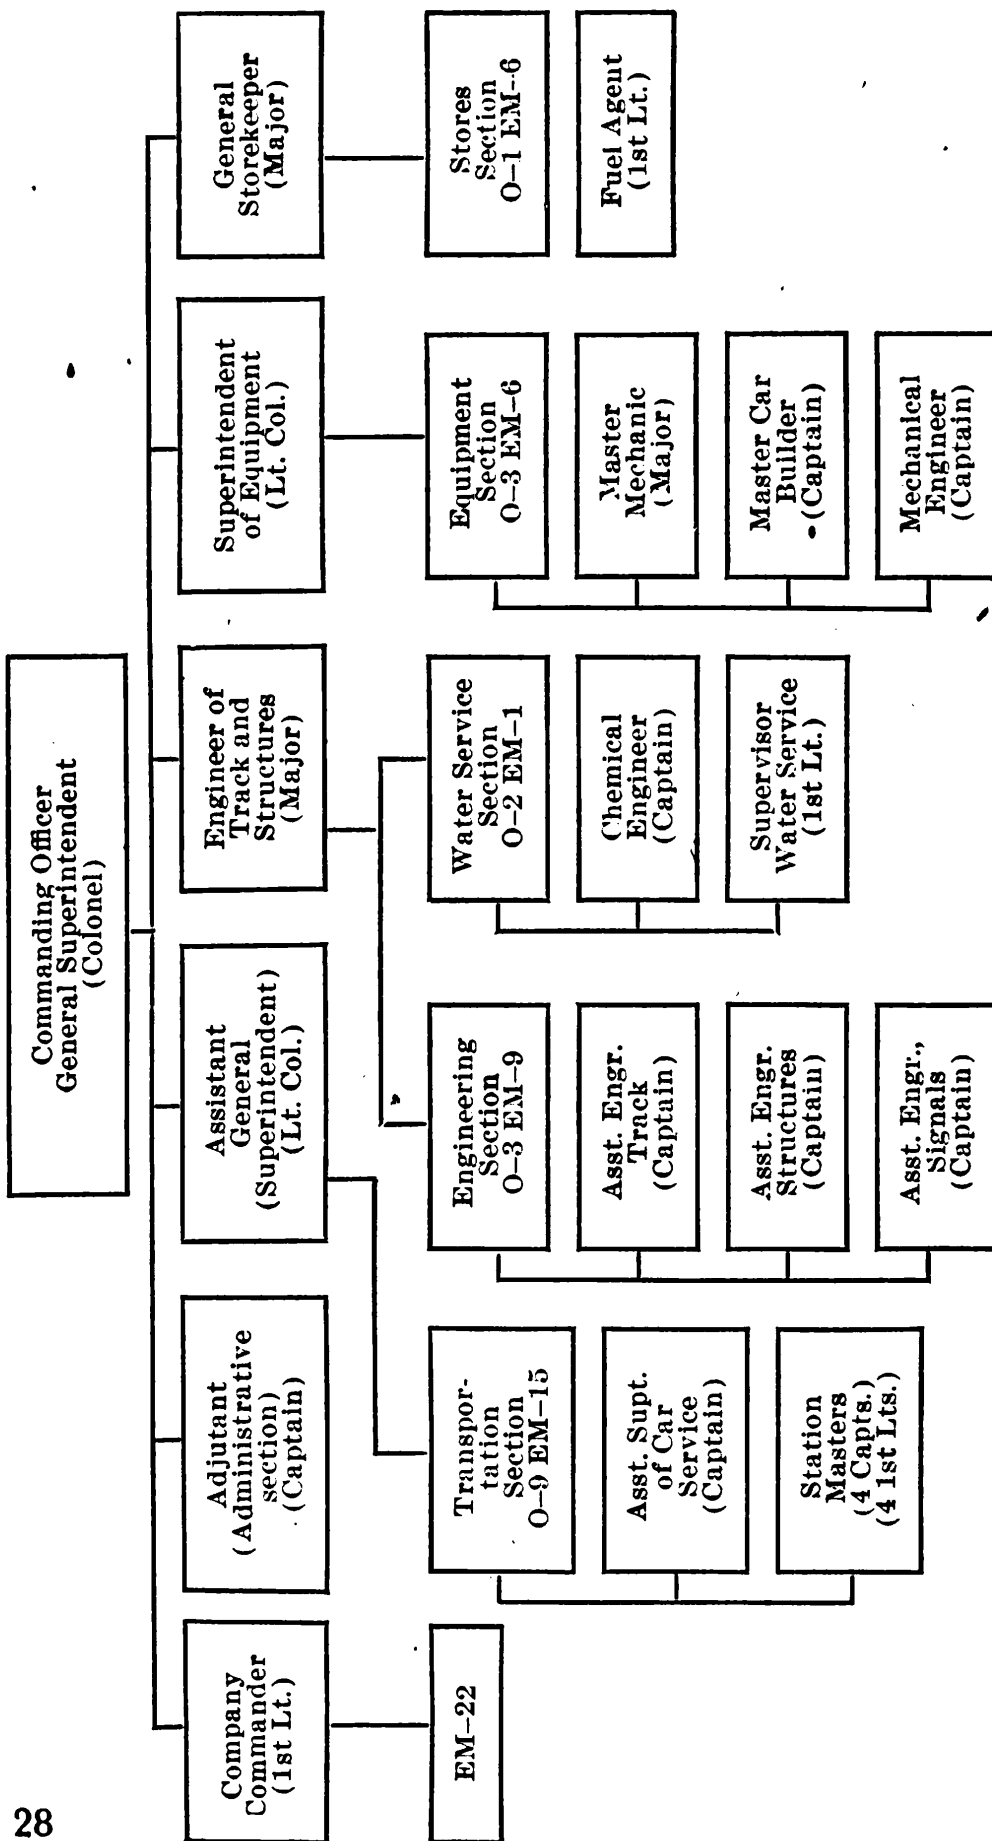 28
Commanding Officer
General Superintendent
(Colonel)
Company
Commander
(1st Lt.)
Adjutant
(Administrative
section)
(Captain)
Assistant
General
(Superintendent)
(Lt. Col.)
Engineer of
Track and
Structures
(Major)
Superintendent
of Equipment
(Lt. Col.)
General
Storekeeper
(Major)
EM–22
Transpor-
tation
Section
O–9 EM–15
Asst. Supt.
of Car
Service
(Captain)
Station
Masters
(4 Capts.)
(4 1st Lts.)
Engineering
Section
O–3 EM–9
Asst. Engr.
Track
(Captain)
Asst. Engr.
Structures
(Captain)
Asst. Engr.,
Signals
(Captain)
Water Service
Section
O–2 EM–1
Chemical
Engineer
(Captain)
Supervisor
Water Service
(1st Lt.)
Equipment
Section
O–3 EM–6
Master
Mechanic
(Major)
Master Car
Builder
(Captain)
Mechanical
Engineer
(Captain)
Stores
Section
O–1 EM–6
Fuel Agent
(1st Lt.)